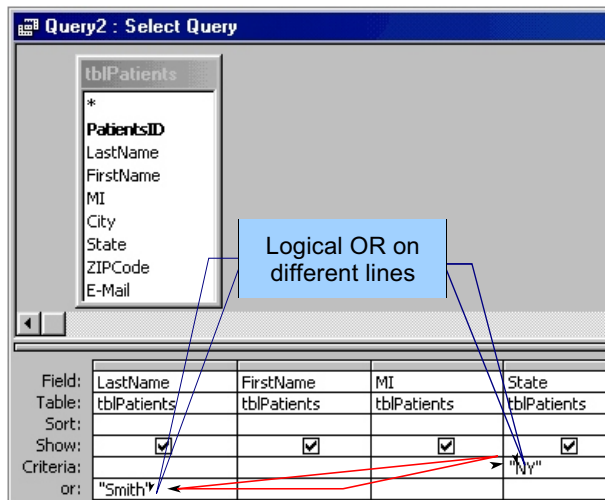 Query2 : Select Query
tblPatients
*
PatientsID
LastName
FirstName
MI
City
State
ZIPCode
E-Mail
Logical OR on
different lines
Field: LastName FirstName MI State
Table: tblPatients tblPatients tblPatients tblPatients
Sort:
Show:
Criteria: "NY"
or: "Smith"